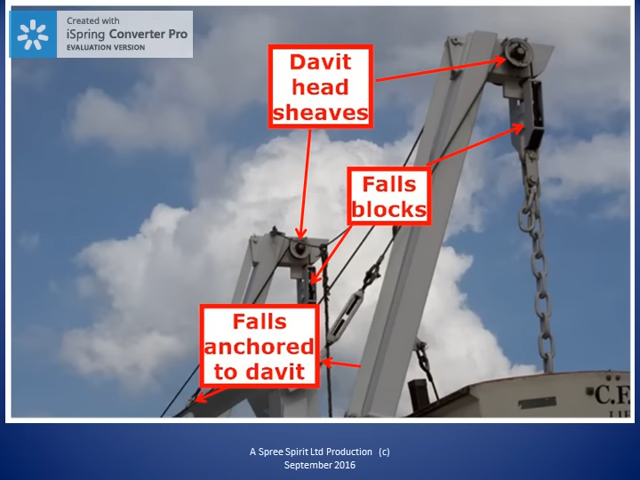 Created with
iSpring Converter Pro
EVALUATION VERSION
Davit
head
sheaves
Falls
blocks
Falls
anchored
to davit
C.F
A Spree Spirit Ltd Production (c)
September 2016